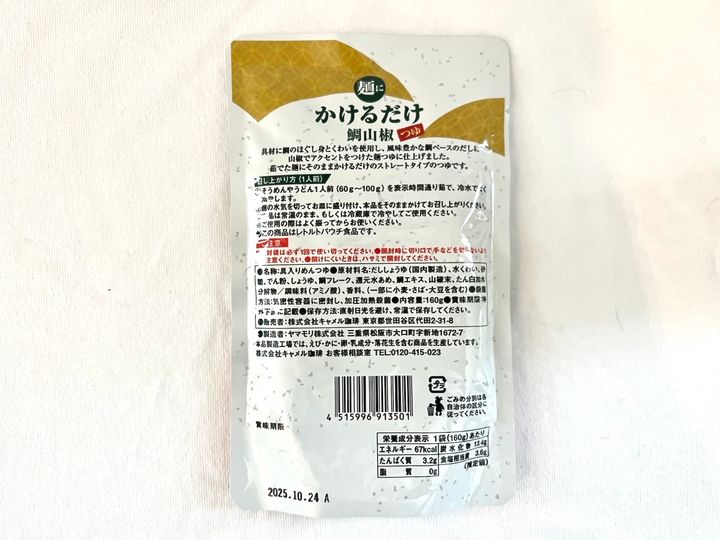 麺に
かけるだけ
鯛山椒 つゆ
具材に鯛のほぐし身とくわいを使用し、風味豊かな鯛ベースのだしに
山椒でアクセントをつけた麺つゆに仕上げました。
茹でた麺にそのままかけるだけのストレートタイプのつゆです。
召し上がり方(1人前)
そうめんやうどん1人前(60g〜100g)を表示時間通り茹で、冷水でよく
冷やします。
の水気を切ってお皿に盛り付け、本品をそのままかけてお召し上がりください。
品は常温のまま、もしくは冷蔵庫で冷やしてご使用ください。
ご使用の際はよく振ってからお使いください。
この商品はレトルトパウチ食品です。
注意
封後は必ず1回で使い切ってください。●開封時に切り口で手などを切らないよう
注意ください。●開けにくいときは、ハサミで開封してください。
●名称:具入りめんつゆ●原材料名:だししょうゆ(国内製造)、水くわい、砂
糖、でん粉、しょうゆ、鯛フレーク、還元水あめ、鯛エキス、山椒末、たん白加水
分解物/調味料(アミノ酸)、香料、(一部に小麦・さば・大豆を含む)●殺菌
方法:気密性容器に密封し、加圧加熱殺菌●内容量:160g●賞味期限:枠
外下部に記載●保存方法:直射日光を避け、常温で保存してください。
●販売者:株式会社キャメル珈琲 東京都世田谷区代田2-31-8
●製造者:ヤマモリ株式会社 三重県松阪市大口町字新地1672-7
本品製造工場では、えび・かに・卵・乳成分・落花生を含む商品を生産しています。
株式会社キャメル珈琲 お客様相談室 TEL:0120-415-023
4 515996 913501
プラ
ごみの分別は各
自治体の区分に
従ってください。
賞味期限
栄養成分表示 1袋(160g)あたり
エネルギー 67kcal 炭水化物 13.4g
たんぱく質 3.2g 食塩相当量 3.6g
脂質 0g (推定値)
2025.10.24 A